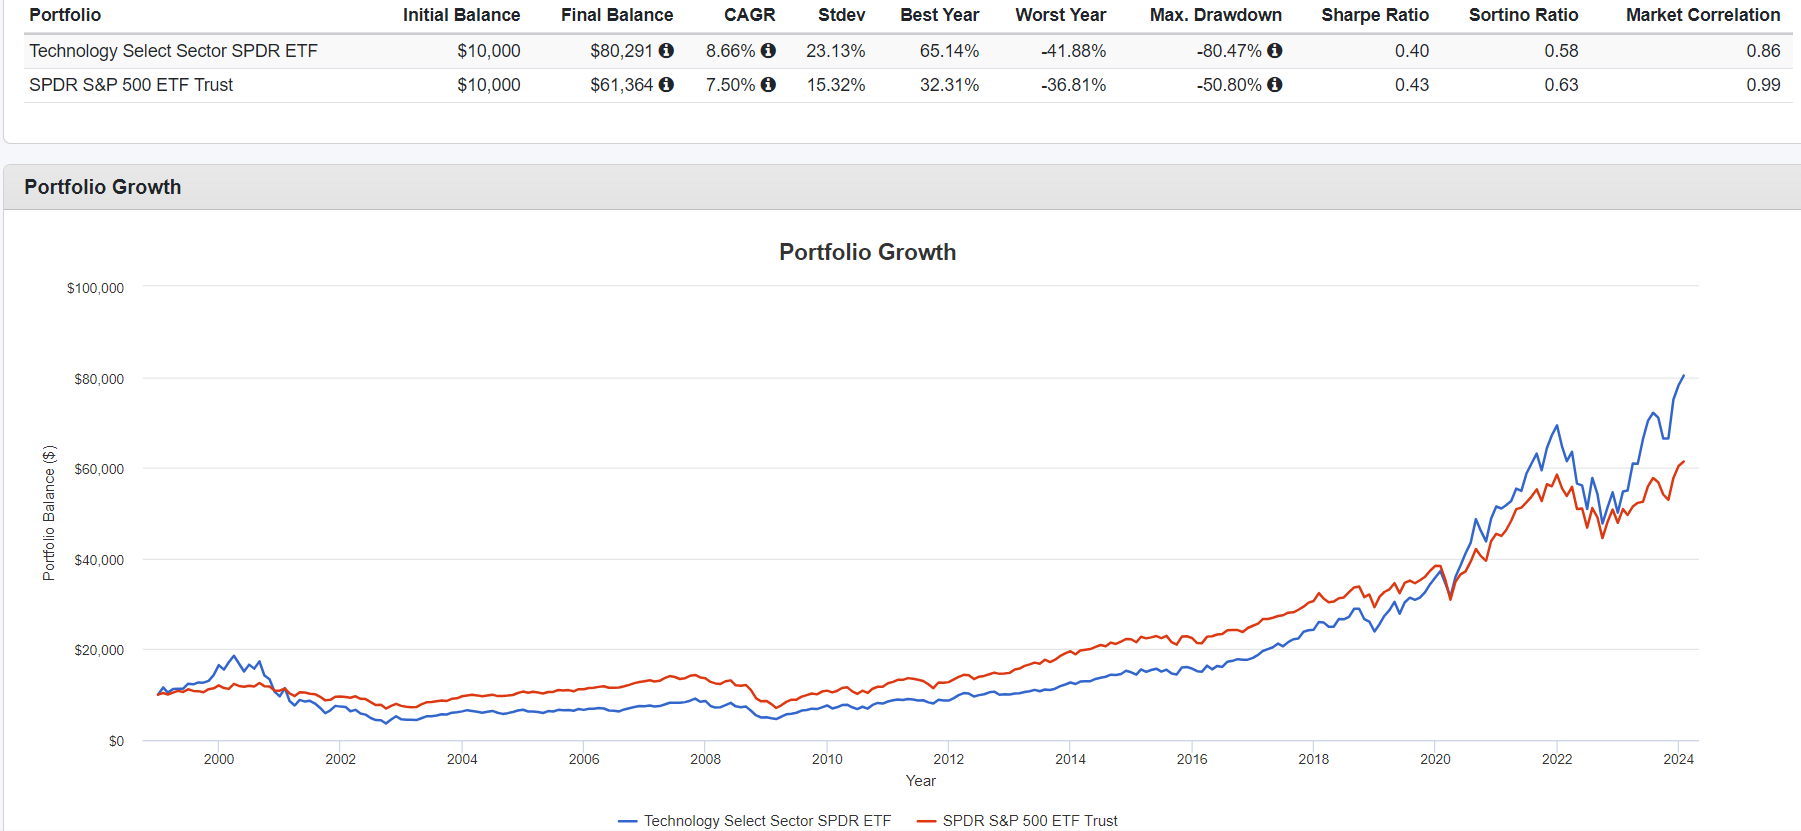 Portfolio Initial Balance Final Balance CAGR Stdev Best Year Worst Year Max. Drawdown Sharpe Ratio Sortino Ratio Market Correlation
Technology Select Sector SPDR ETF $10,000 $80,291 8.66% 23.13% 65.14% -41.88% -80.47% 0.40 0.58 0.86
SPDR S&P 500 ETF Trust $10,000 $61,364 7.50% 15.32% 32.31% -36.81% -50.80% 0.43 0.63 0.99
Portfolio Growth
Portfolio Growth
$100,000
$80,000
$60,000
$40,000
$20,000
$0
Portfolio Balance ($)
2000 2002 2004 2006 2008 2010 2012 2014 2016 2018 2020 2022 2024
Year
Technology Select Sector SPDR ETF SPDR S&P 500 ETF Trust